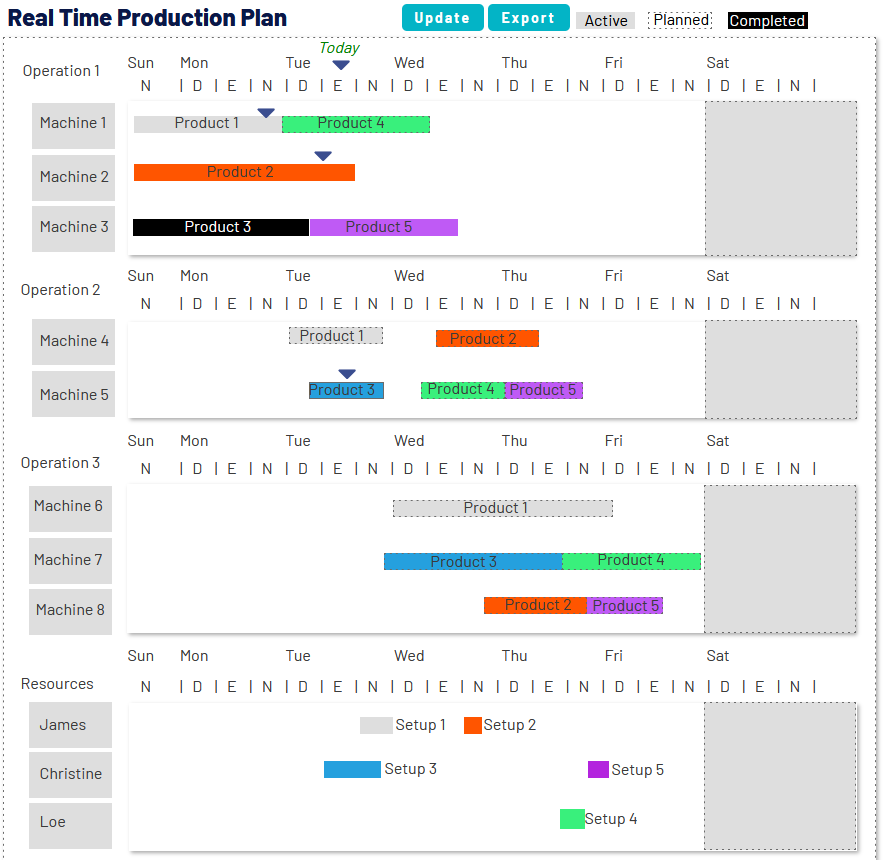 Real Time Production Plan Update Export Active Planned Completed
Today
Sun Mon Tue Wed Thu Fri Sat
Operation 1
N | D | E | N | D | E | N | D | E | N | D | E | N | D | E | N | D | E | N |
Machine 1 Product 1 Product 4
Machine 2 Product 2
Machine 3 Product 3 Product 5
Sun Mon Tue Wed Thu Fri Sat
Operation 2
N | D | E | N | D | E | N | D | E | N | D | E | N | D | E | N | D | E | N |
Machine 4 Product 1 Product 2
Machine 5 Product 3 Product 4 Product 5
Sun Mon Tue Wed Thu Fri Sat
Operation 3
N | D | E | N | D | E | N | D | E | N | D | E | N | D | E | N | D | E | N |
Machine 6 Product 1
Machine 7 Product 3 Product 4
Machine 8 Product 2 Product 5
Sun Mon Tue Wed Thu Fri Sat
Resources
N | D | E | N | D | E | N | D | E | N | D | E | N | D | E | N | D | E | N |
James Setup 1 Setup 2
Christine Setup 3 Setup 5
Loe Setup 4